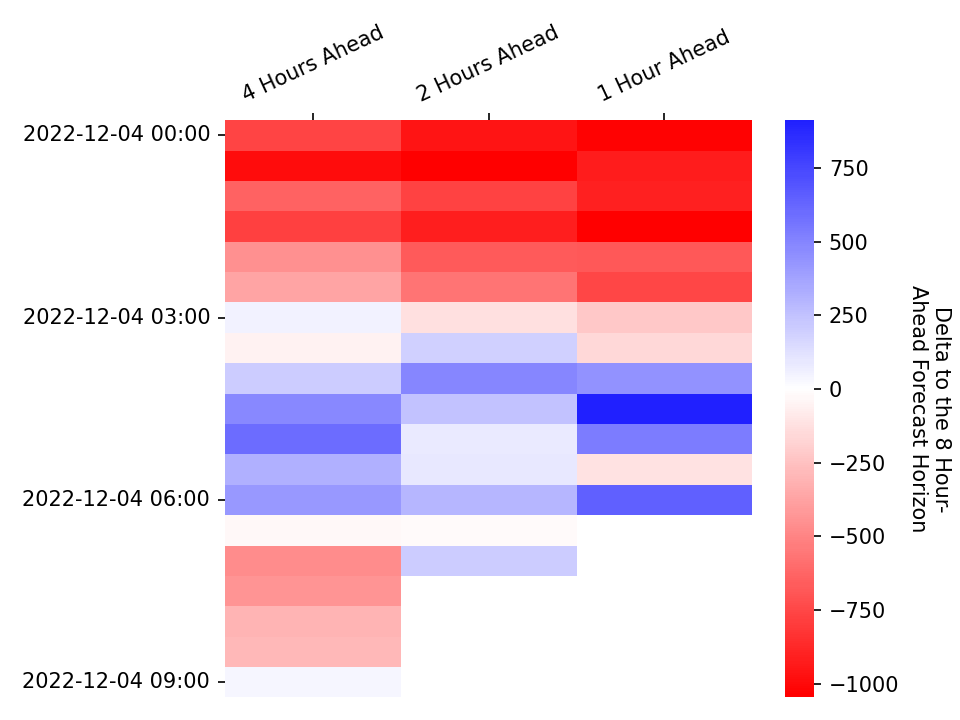 4 Hours Ahead
2 Hours Ahead
1 Hour Ahead
2022-12-04 00:00
2022-12-04 03:00
2022-12-04 06:00
2022-12-04 09:00
750
500
250
0
−250
−500
−750
−1000
Delta to the 8 Hour-
Ahead Forecast Horizon